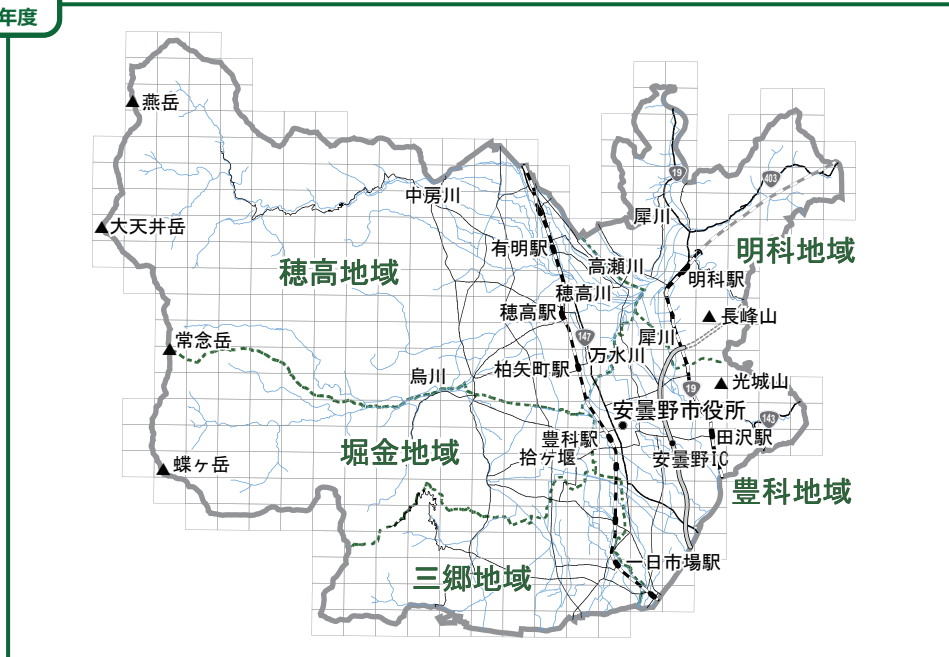 年度
燕岳
中房川
19
403
大天井岳
犀川
有明駅
明科地域
穂高地域
高瀬川
明科駅
穂高川
穂高駅
長峰山
常念岳
147
犀川
万水川
柏矢町駅
烏川
19
光城山
安曇野市役所
143
豊科駅
田沢駅
堀金地域
拾ヶ堰
安曇野IC
蝶ヶ岳
豊科地域
一日市場駅
三郷地域